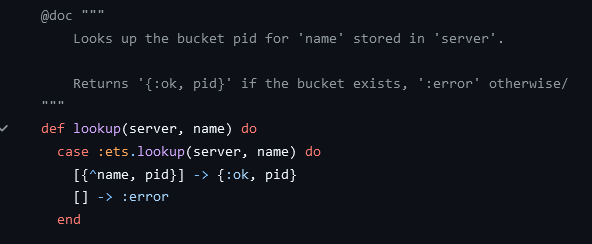 @doc """
    Looks up the bucket pid for 'name' stored in 'server'.

    Returns '{:ok, pid}' if the bucket exists, ':error' otherwise/
"""
def lookup(server, name) do
  case :ets.lookup(server, name) do
    [{^name, pid}] -> {:ok, pid}
    [] -> :error
  end